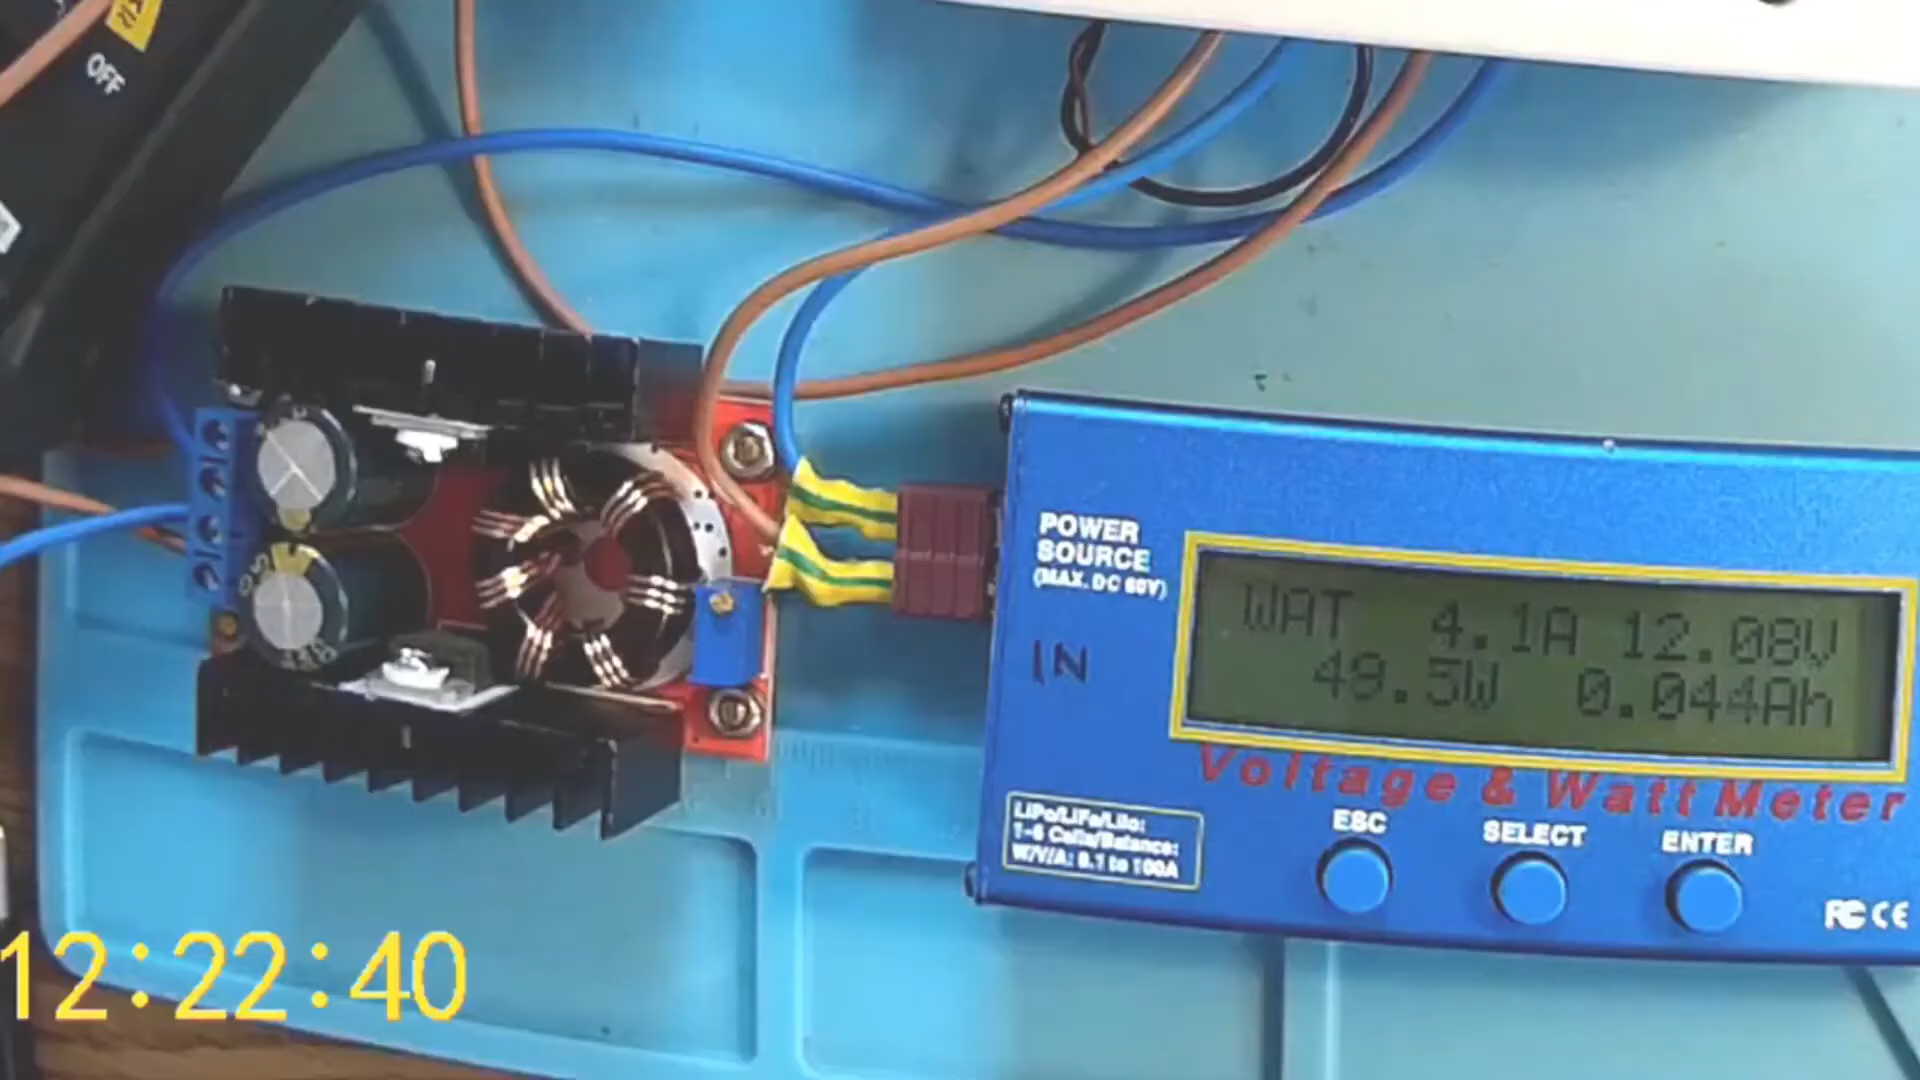 OFF
POWER
SOURCE
(MAX. DC 60V)
IN
WAT 4.1A 12.08V
49.5W 0.044Ah
Voltage & Watt Meter
LiPo/LiFe/LiIo:
1-6 Cells/Balance:
W/V/A: 0.1 to 100A
ESC
SELECT
ENTER
FC CE
12:22:40